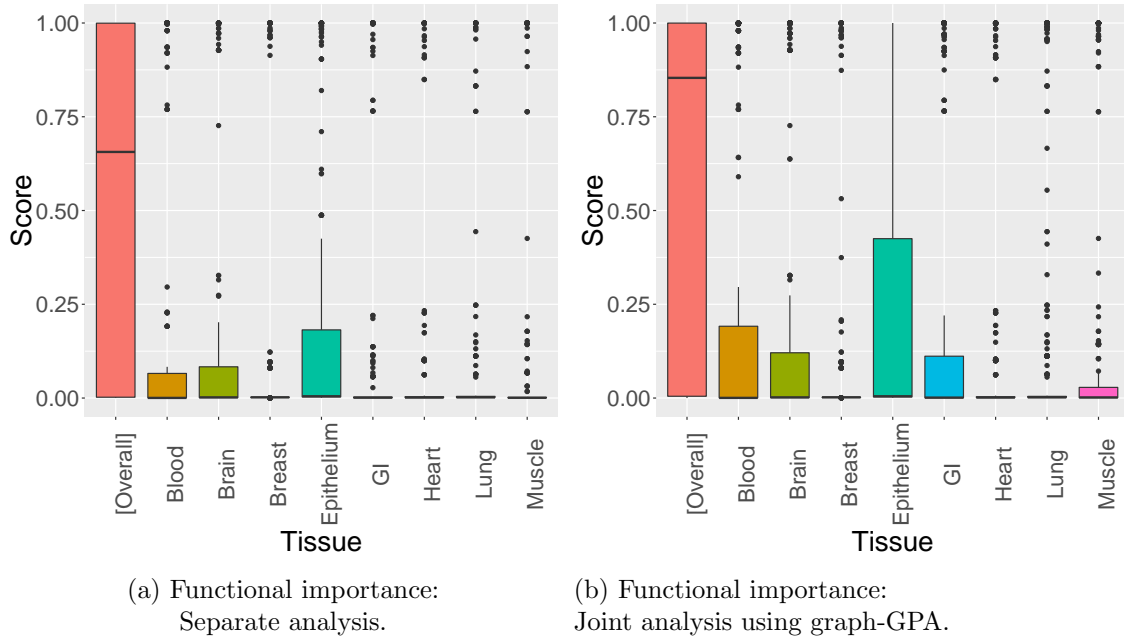 1.00
0.75
0.50
0.25
0.00
Score
[Overall]
Blood
Brain
Breast
Epithelium
GI
Heart
Lung
Muscle
Tissue
1.00
0.75
0.50
0.25
0.00
Score
[Overall]
Blood
Brain
Breast
Epithelium
GI
Heart
Lung
Muscle
Tissue
(a) Functional importance:
Separate analysis.
(b) Functional importance:
Joint analysis using graph-GPA.